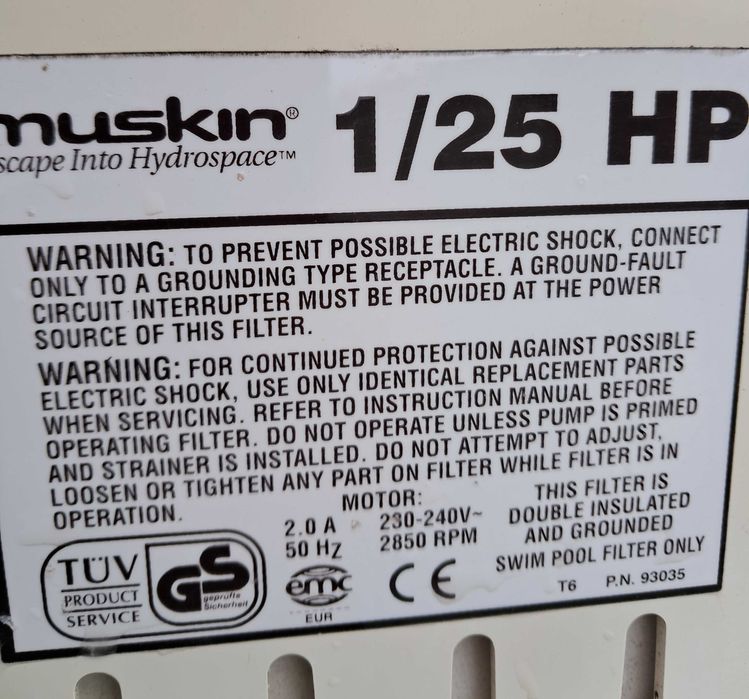 muskin® 1/25 HP
scape Into Hydrospace™
WARNING: TO PREVENT POSSIBLE ELECTRIC SHOCK, CONNECT
ONLY TO A GROUNDING TYPE RECEPTACLE. A GROUND-FAULT
CIRCUIT INTERRUPTER MUST BE PROVIDED AT THE POWER
SOURCE OF THIS FILTER.
WARNING: FOR CONTINUED PROTECTION AGAINST POSSIBLE
ELECTRIC SHOCK, USE ONLY IDENTICAL REPLACEMENT PARTS
WHEN SERVICING. REFER TO INSTRUCTION MANUAL BEFORE
OPERATING FILTER. DO NOT OPERATE UNLESS PUMP IS PRIMED
AND STRAINER IS INSTALLED. DO NOT ATTEMPT TO ADJUST,
LOOSEN OR TIGHTEN ANY PART ON FILTER WHILE FILTER IS IN
OPERATION.
MOTOR:
2.0 A 230-240V~
50 Hz 2850 RPM
THIS FILTER IS
DOUBLE INSULATED
AND GROUNDED
SWIM POOL FILTER ONLY
T6 P.N. 93035
TÜV
PRODUCT
SERVICE
GS
geprüfte
Sicherheit
emc
EUR
CE